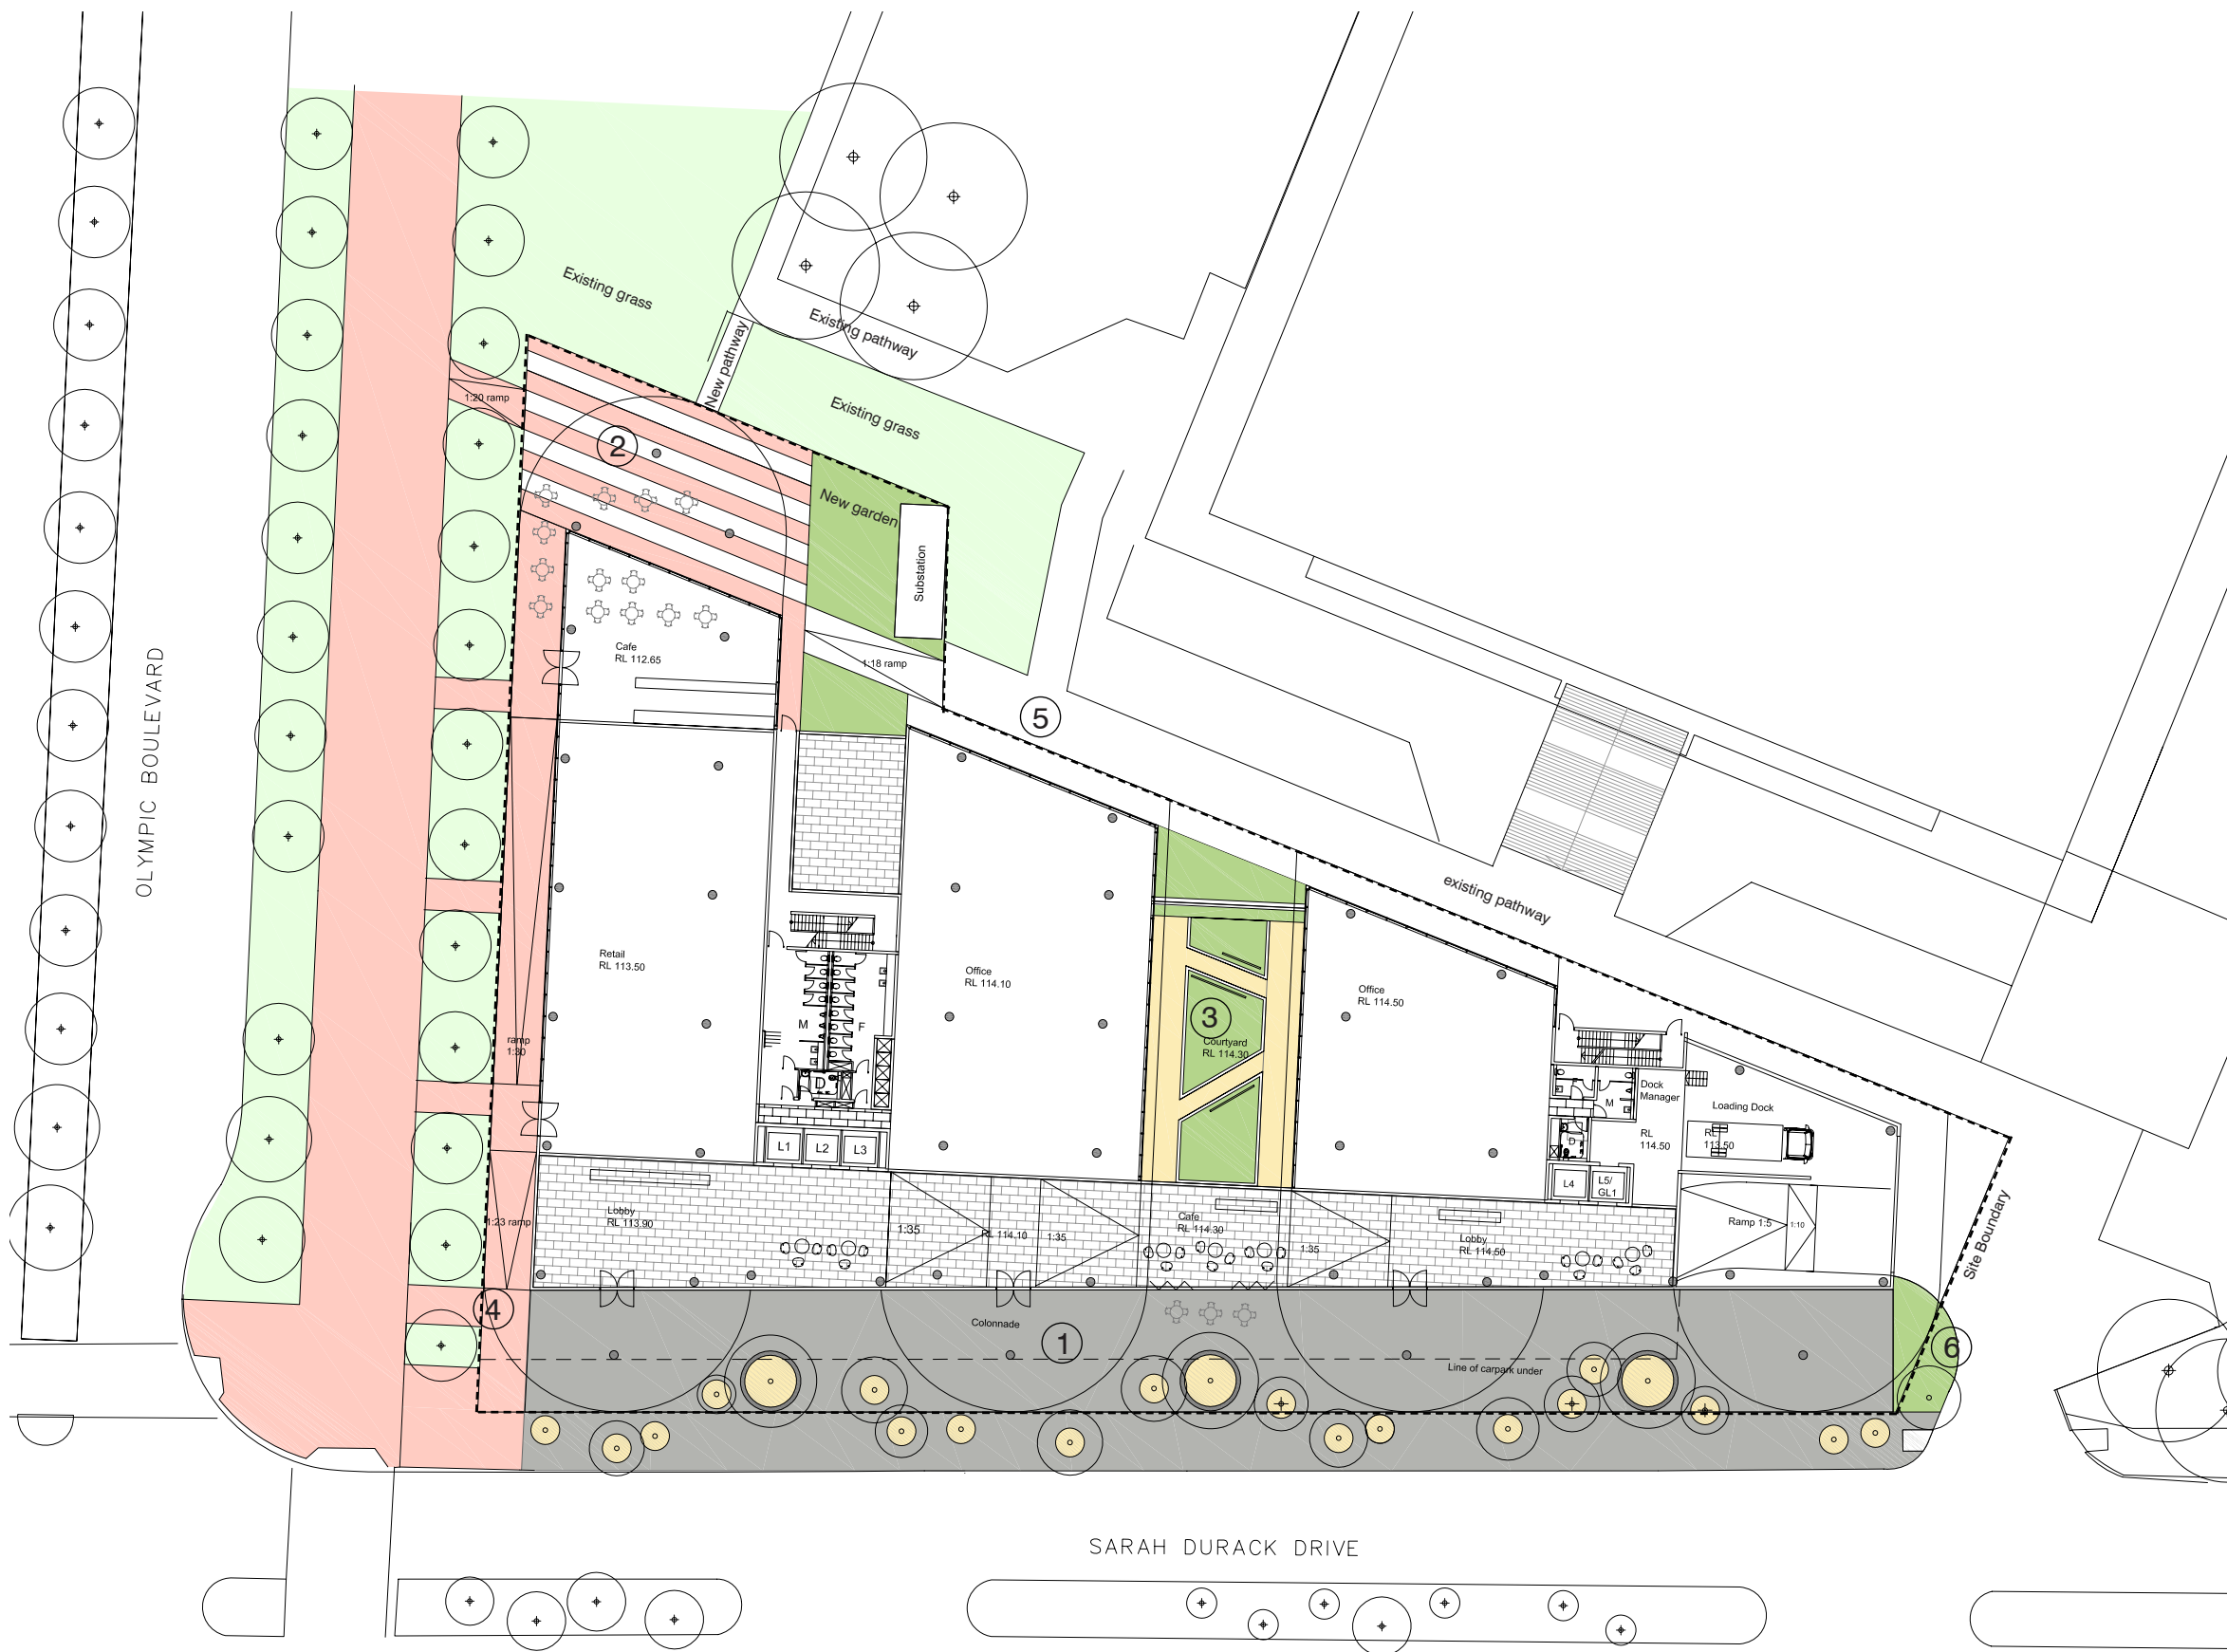 Existing grass
Existing pathway
New pathway
Existing grass
1:20 ramp
2
New garden
Substation
Cafe
RL 112.65
1:18 ramp
5
OLYMPIC BOULEVARD
existing pathway
Retail
RL 113.50
Office
RL 114.10
Office
RL 114.50
3
Courtyard
RL 114.30
M
F
D
ramp
1:30
Dock
Manager
M
Loading Dock
RL
114.50
RL
113.50
D
L1
L2
L3
L4
L5/
GL1
1:23 ramp
Lobby
RL 113.90
1:35
RL 114.10
1:35
Cafe
RL 114.30
1:35
Lobby
RL 114.50
Ramp 1:5
1:10
Site Boundary
4
Colonnade
1
Line of carpark under
6
SARAH DURACK DRIVE